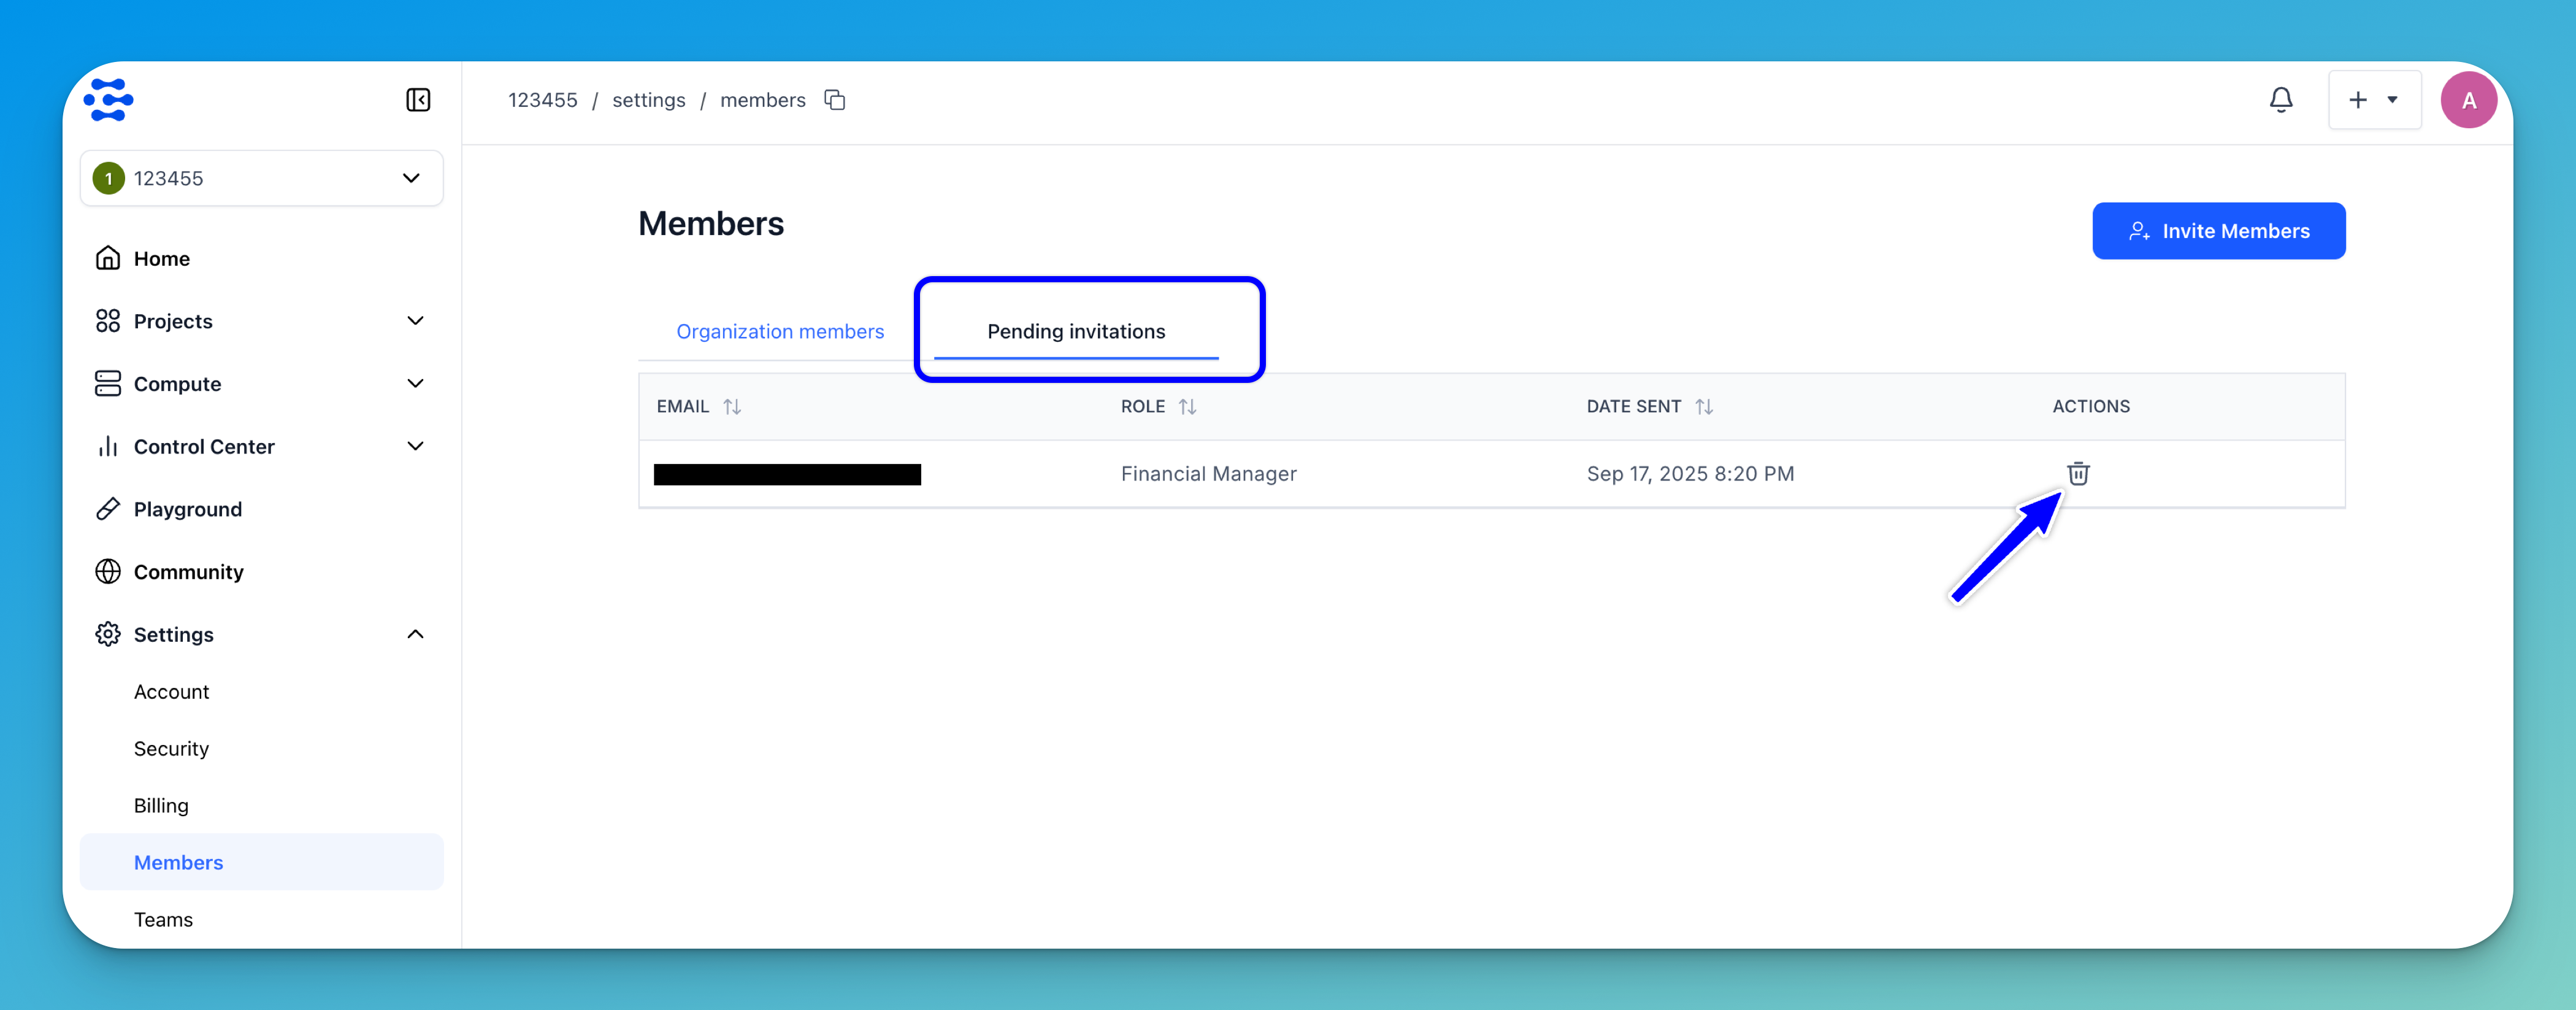 123455 / settings / members
A
1 123455
Home
Projects
Compute
Control Center
Playground
Community
Settings
Account
Security
Billing
Members
Teams
Members
Invite Members
Organization members
Pending invitations
EMAIL ROLE DATE SENT ACTIONS
Financial Manager Sep 17, 2025 8:20 PM